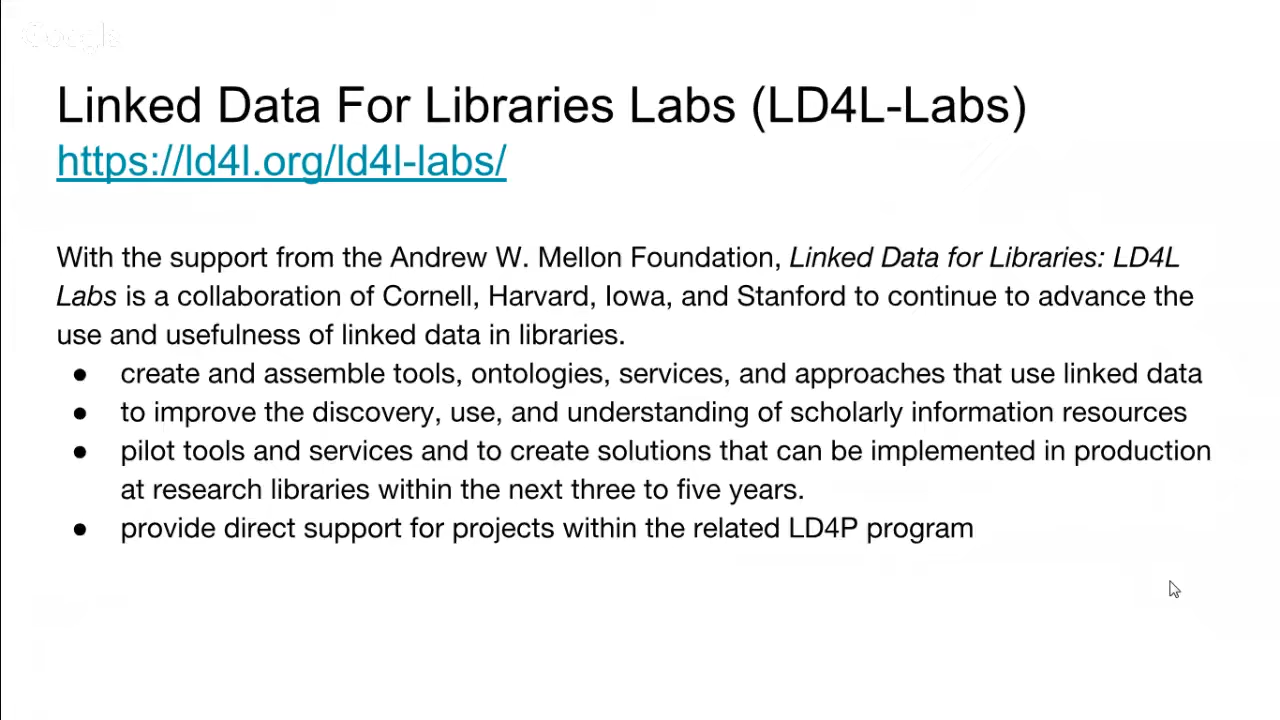 Google
Linked Data For Libraries Labs (LD4L-Labs)
https://ld4l.org/ld4l-labs/
With the support from the Andrew W. Mellon Foundation, Linked Data for Libraries: LD4L
Labs is a collaboration of Cornell, Harvard, Iowa, and Stanford to continue to advance the
use and usefulness of linked data in libraries.
● create and assemble tools, ontologies, services, and approaches that use linked data
● to improve the discovery, use, and understanding of scholarly information resources
● pilot tools and services and to create solutions that can be implemented in production
at research libraries within the next three to five years.
● provide direct support for projects within the related LD4P program